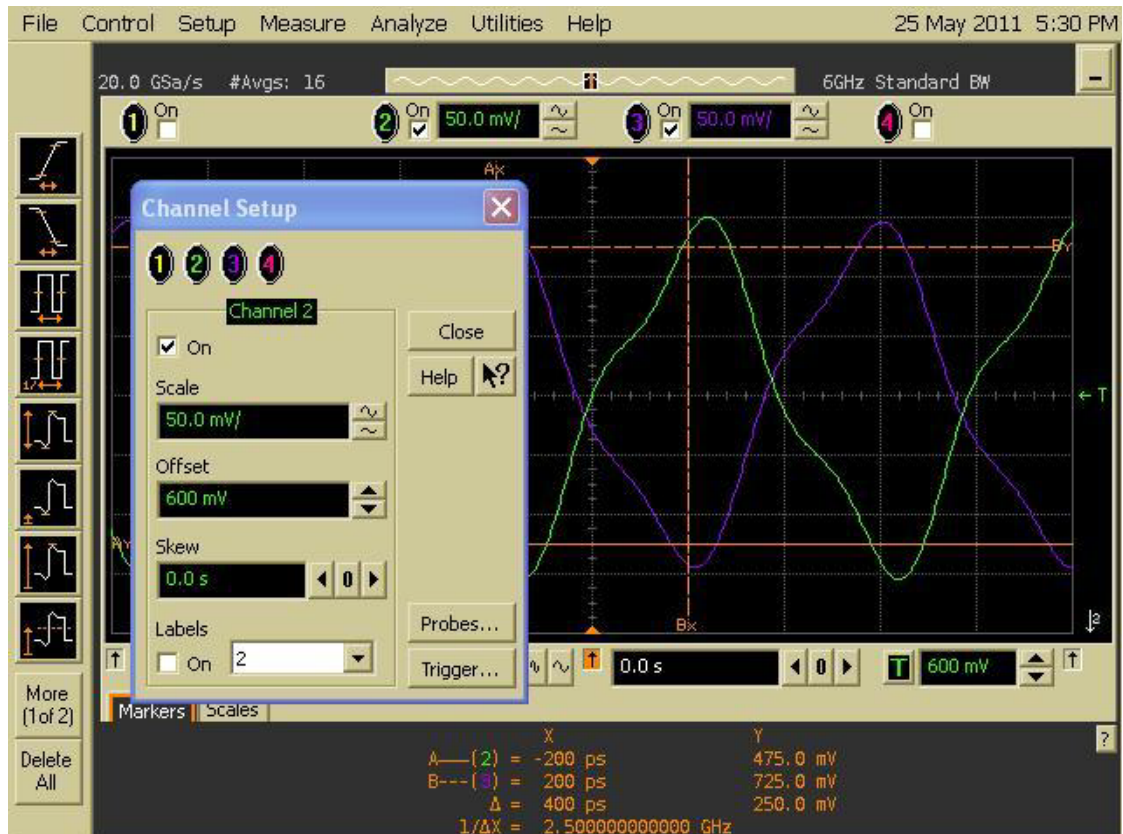 File Control Setup Measure Analyze Utilities Help 25 May 2011 5:30 PM
20.0 GSa/s #Avgs: 16 6GHz Standard BW
1 On 2 On 50.0 mV/ 3 On 50.0 mV/ 4 On
Ax
Channel Setup
1 2 3 4
By
Channel 2
On
Close
Help
Scale
50.0 mV/
T
Offset
600 mV
Skew
Ay
0.0 s 0
Labels
Probes...
Bx
2
On 2
Trigger...
0.0 s 0 T 600 mV
More
(1of 2)
Markers Scales
Delete
All
X Y
?
A—(2) = -200 ps 475.0 mV
B---(3) = 200 ps 725.0 mV
Δ = 400 ps 250.0 mV
1/ΔX = 2.500000000000 GHz
1/